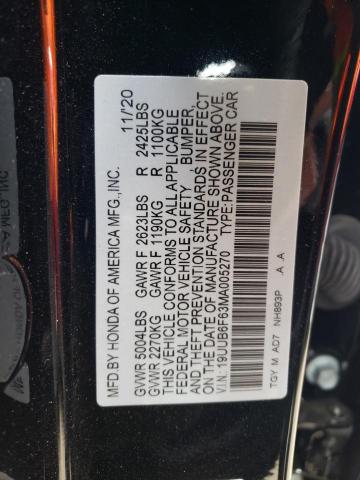 MFD.BY HONDA OF AMERICA MFG.,INC. 11/20
GVWR 5004LBS GAWR F 2623LBS R 2425LBS
GVWR 2270KG GAWR F 1190KG R 1100KG
THIS VEHICLE CONFORMS TO ALL APPLICABLE
FEDERAL MOTOR VEHICLE SAFETY, BUMPER,
AND THEFT PREVENTION STANDARDS IN EFFECT
ON THE DATE OF MANUFACTURE SHOWN ABOVE.
V.I.N: 19UUB6F63MA005270 TYPE: PASSENGER CAR
TGY M AD7 NH893P A A